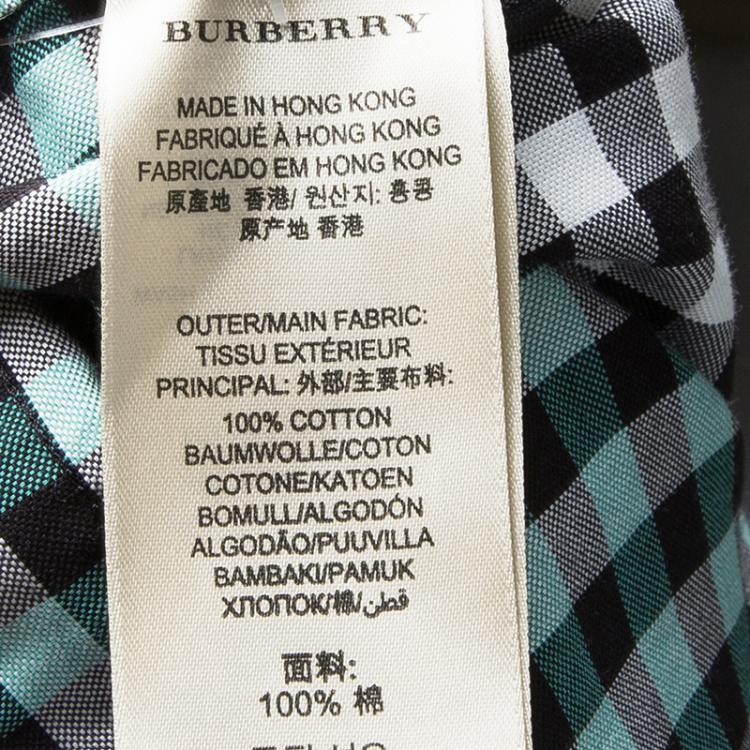 BURBERRY
MADE IN HONG KONG
FABRIQUÉ À HONG KONG
FABRICADO EM HONG KONG
原產地 香港/ 원산지: 홍콩
原产地 香港
OUTER/MAIN FABRIC:
TISSU EXTÉRIEUR
PRINCIPAL: 外部/主要布料:
100% COTTON
BAUMWOLLE/COTON
COTONE/KATOEN
BOMULL/ALGODÓN
ALGODÃO/PUUVILLA
BAMBAKI/PAMUK
ХЛОПОК/棉/قطن
面料:
100% 棉